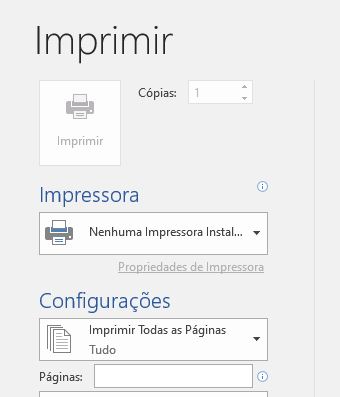 Imprimir
Cópias: 1
Imprimir
Impressora
Nenhuma Impressora Instal...
Propriedades de Impressora
Configurações
Imprimir Todas as Páginas
Tudo
Páginas: